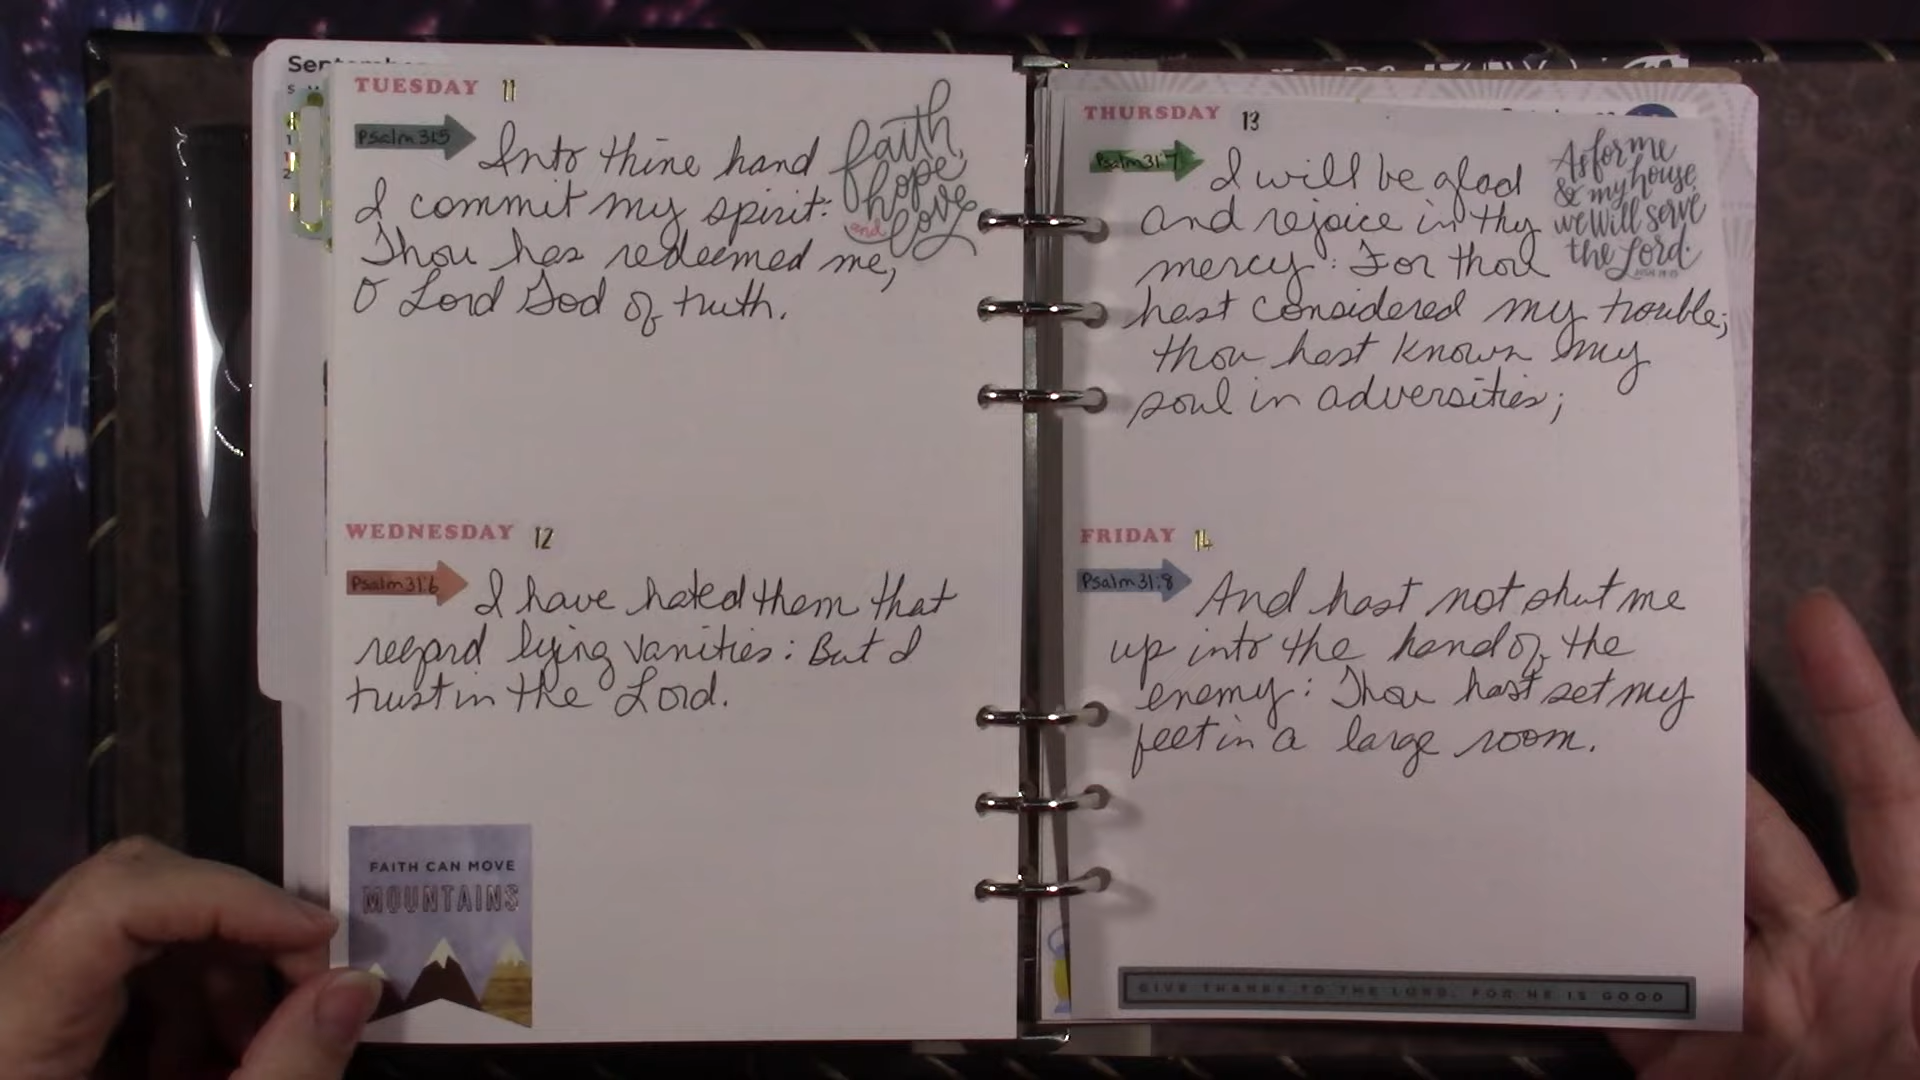 September
TUESDAY 11
Psalm 31:5
Into thine hand
I commit my spirit:
Thou has redeemed me,
O Lord God of truth.
faith,
hope
and love
WEDNESDAY 12
Psalm 31:6
I have hated them that
regard lying vanities: But I
trust in the Lord.
FAITH CAN MOVE
MOUNTAINS
THURSDAY 13
Psalm 31:7
I will be glad
and rejoice in thy
mercy: For thou
hast considered my trouble;
thou hast known my
soul in adversities;
As for me
& my house,
we will serve
the Lord.
FRIDAY 14
Psalm 31:8
And hast not shut me
up into the hand of the
enemy: Thou hast set my
feet in a large room.
GIVE THANKS TO THE LORD, FOR HE IS GOOD